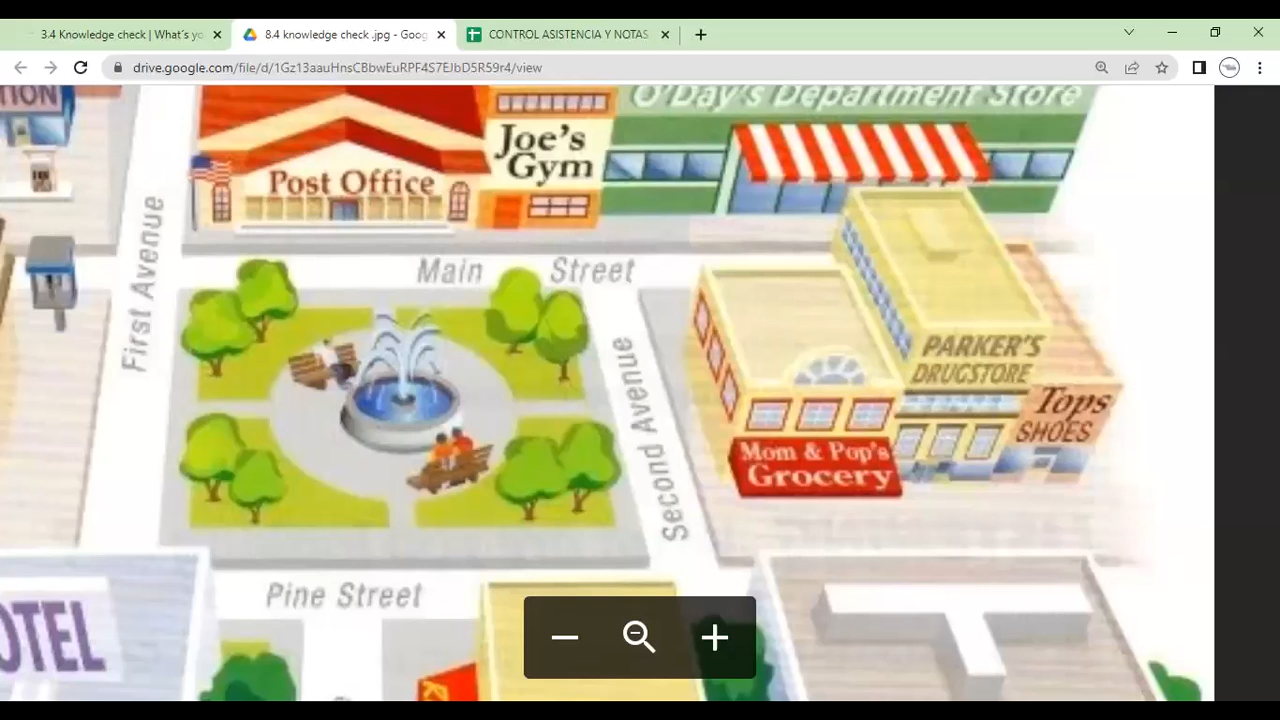 3.4 Knowledge check | What´s yo
8.4 knowledge check .jpg - Goog
CONTROL ASISTENCIA Y NOTAS.
drive.google.com/file/d/1Gz13aauHnsCBbwEuRPF4S7EJbD5R59r4/view
TION
O'Day's Department Store
Joe's
Gym
Post Office
First Avenue
Main Street
Second Avenue
PARKER'S
DRUGSTORE
Tops
SHOES
Mom & Pop's
Grocery
Pine Street
OTEL